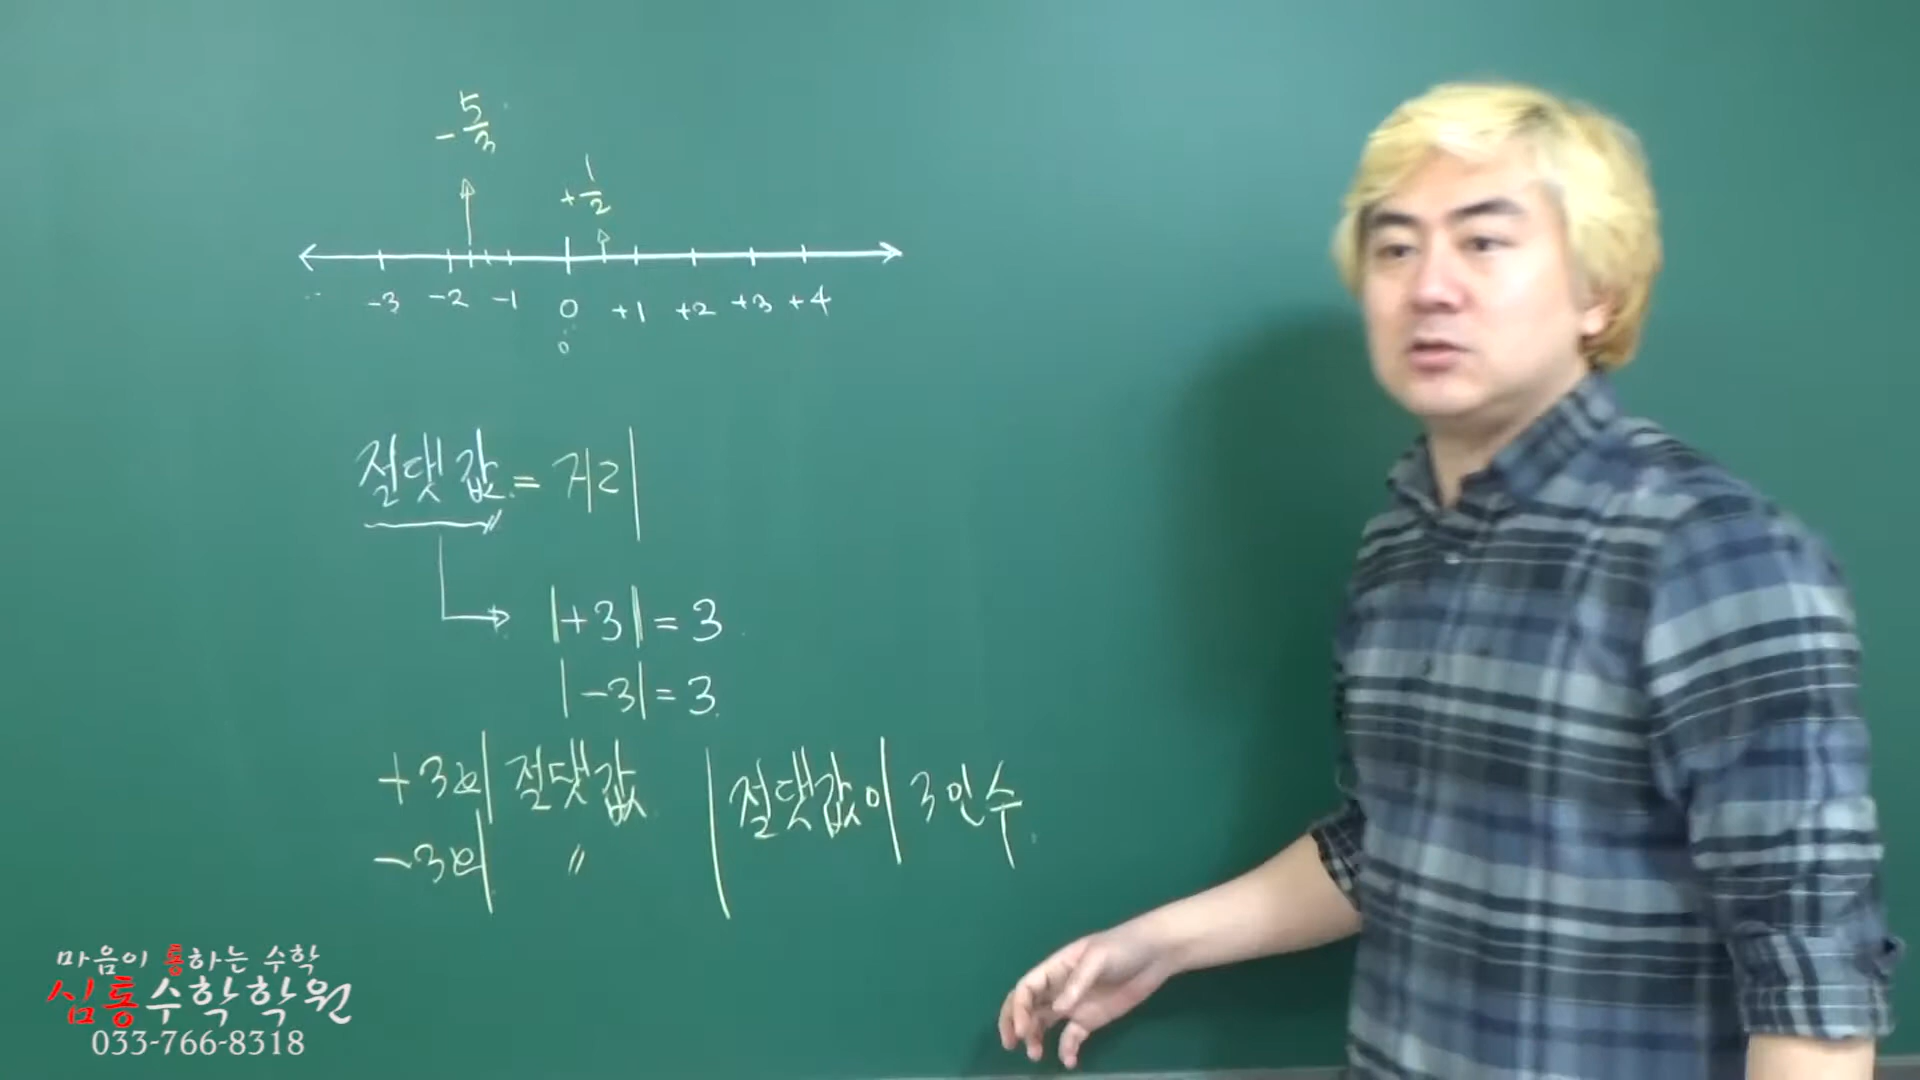 -5/3
+1/2
-3 -2 -1 0 +1 +2 +3 +4
0
절댓값 = 거리
|+3| = 3
|-3| = 3
+3의 절댓값
-3의 〃
절댓값이 3인 수
마음이 통하는 수학
심통수학학원
033-766-8318